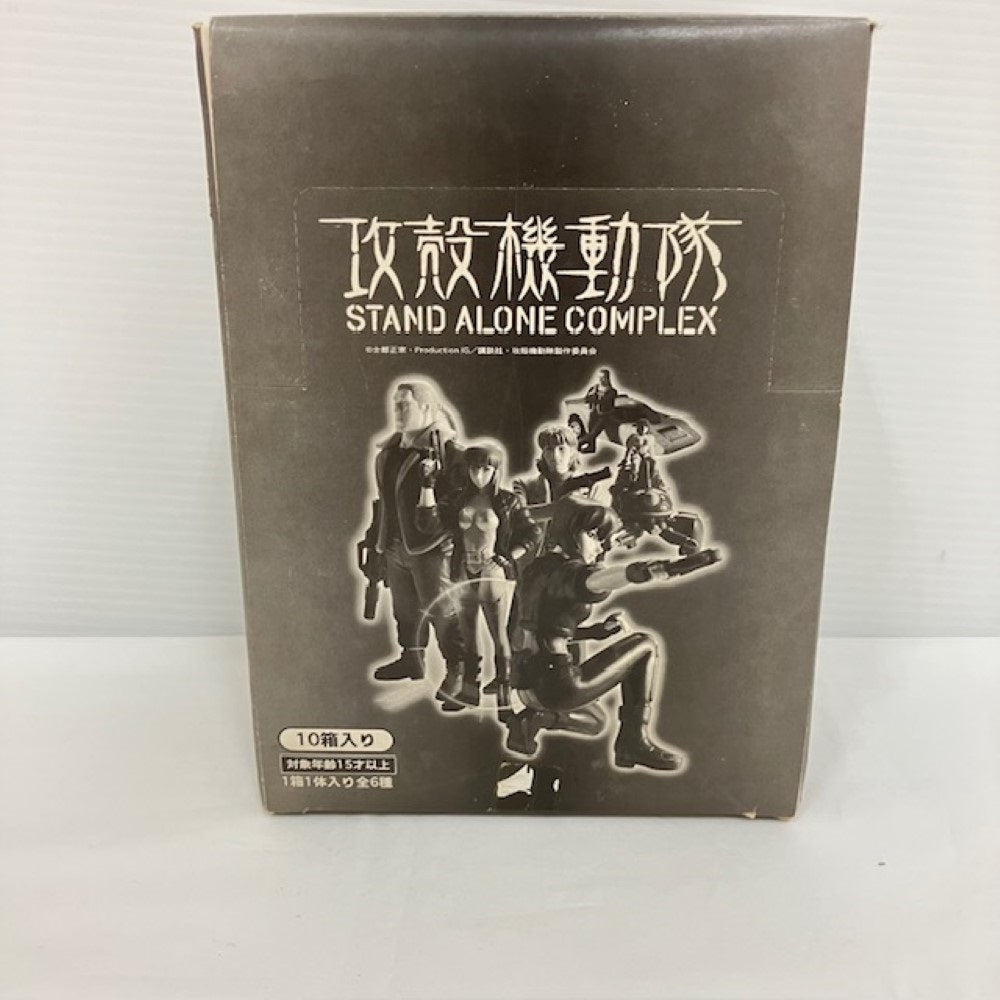 攻殻機動隊
STAND ALONE COMPLEX
©士郎正宗・Production IG／講談社・攻殻機動隊製作委員会
10箱入り
対象年齢15才以上
1箱1体入り全6種